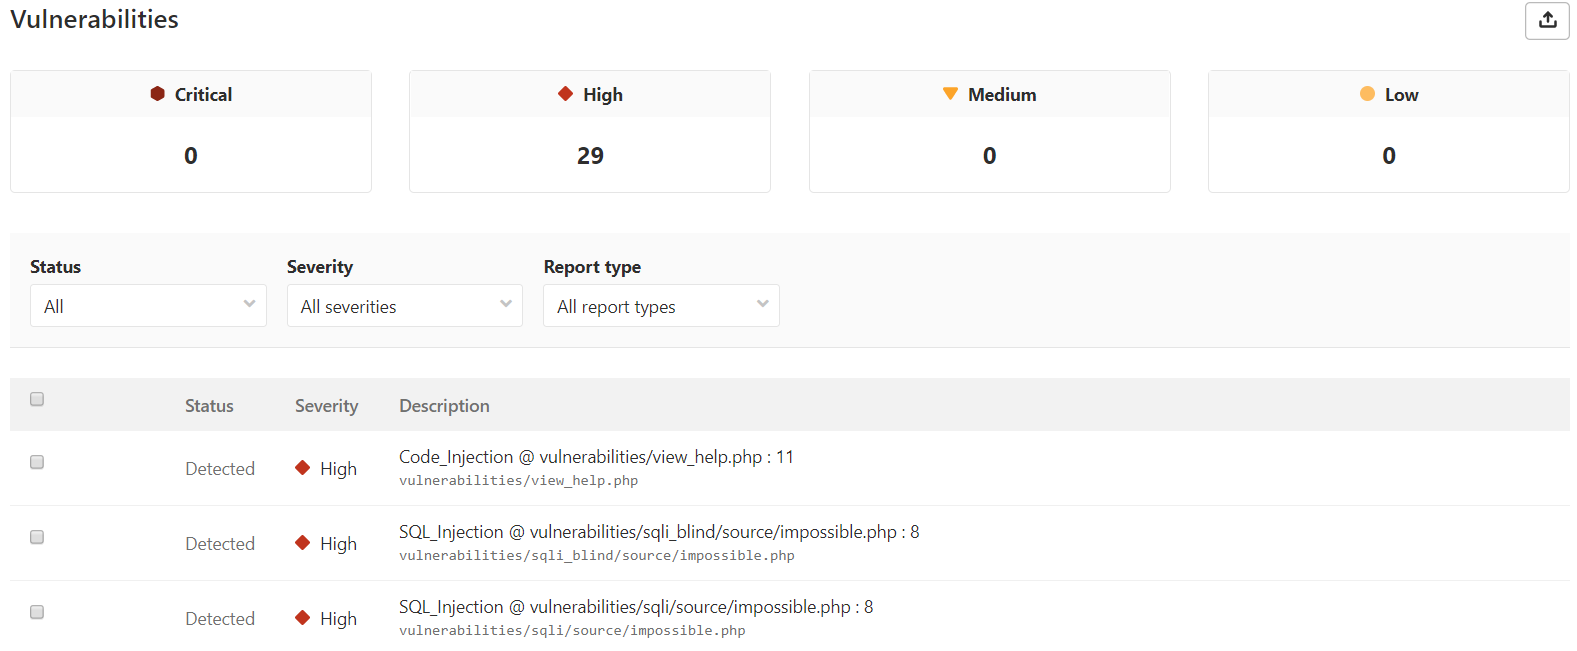 Vulnerabilities
Critical
High
Medium
Low
0
29
0
0
Status
Severity
Report type
All
All severities
All report types
Status Severity Description
Detected High Code_Injection @ vulnerabilities/view_help.php : 11
vulnerabilities/view_help.php
Detected High SQL_Injection @ vulnerabilities/sqli_blind/source/impossible.php : 8
vulnerabilities/sqli_blind/source/impossible.php
Detected High SQL_Injection @ vulnerabilities/sqli/source/impossible.php : 8
vulnerabilities/sqli/source/impossible.php